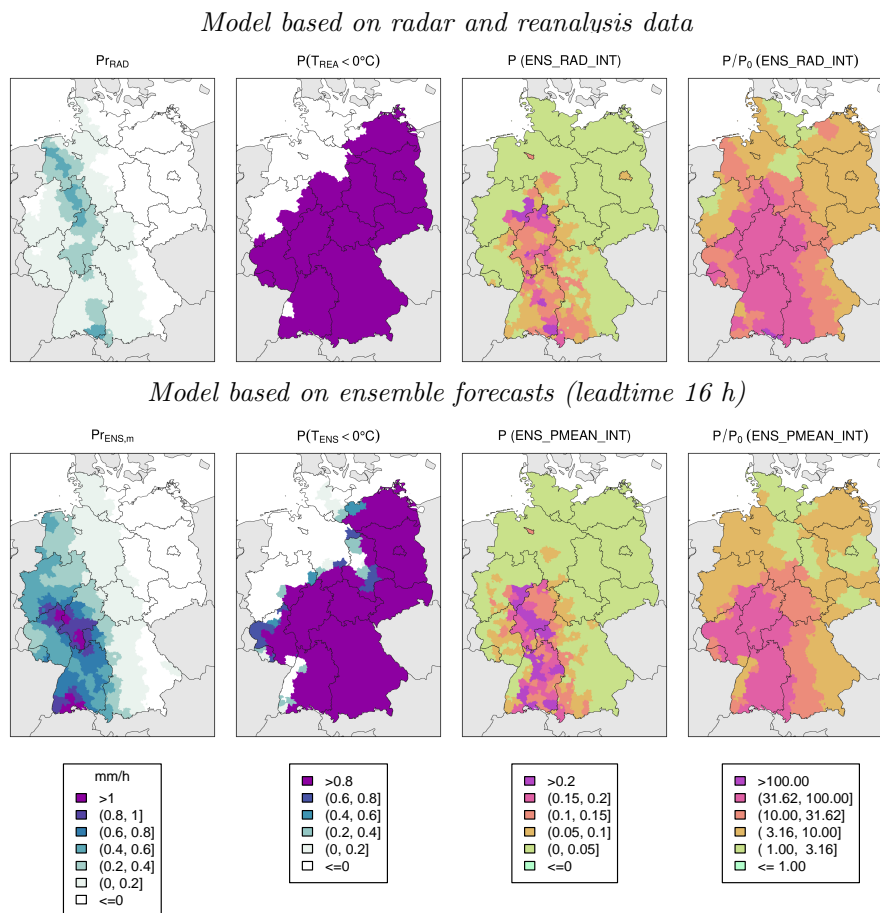 Model based on radar and reanalysis data
Pr_RAD
P(T_REA < 0°C)
P (ENS_RAD_INT)
P/P₀ (ENS_RAD_INT)
Model based on ensemble forecasts (leadtime 16 h)
Pr_ENS,m
P(T_ENS < 0°C)
P (ENS_PMEAN_INT)
P/P₀ (ENS_PMEAN_INT)
mm/h
>1
(0.8, 1]
(0.6, 0.8]
(0.4, 0.6]
(0.2, 0.4]
(0, 0.2]
<=0
>0.8
(0.6, 0.8]
(0.4, 0.6]
(0.2, 0.4]
(0, 0.2]
<=0
>0.2
(0.15, 0.2]
(0.1, 0.15]
(0.05, 0.1]
(0, 0.05]
<=0
>100.00
(31.62, 100.00]
(10.00, 31.62]
( 3.16, 10.00]
( 1.00, 3.16]
<= 1.00